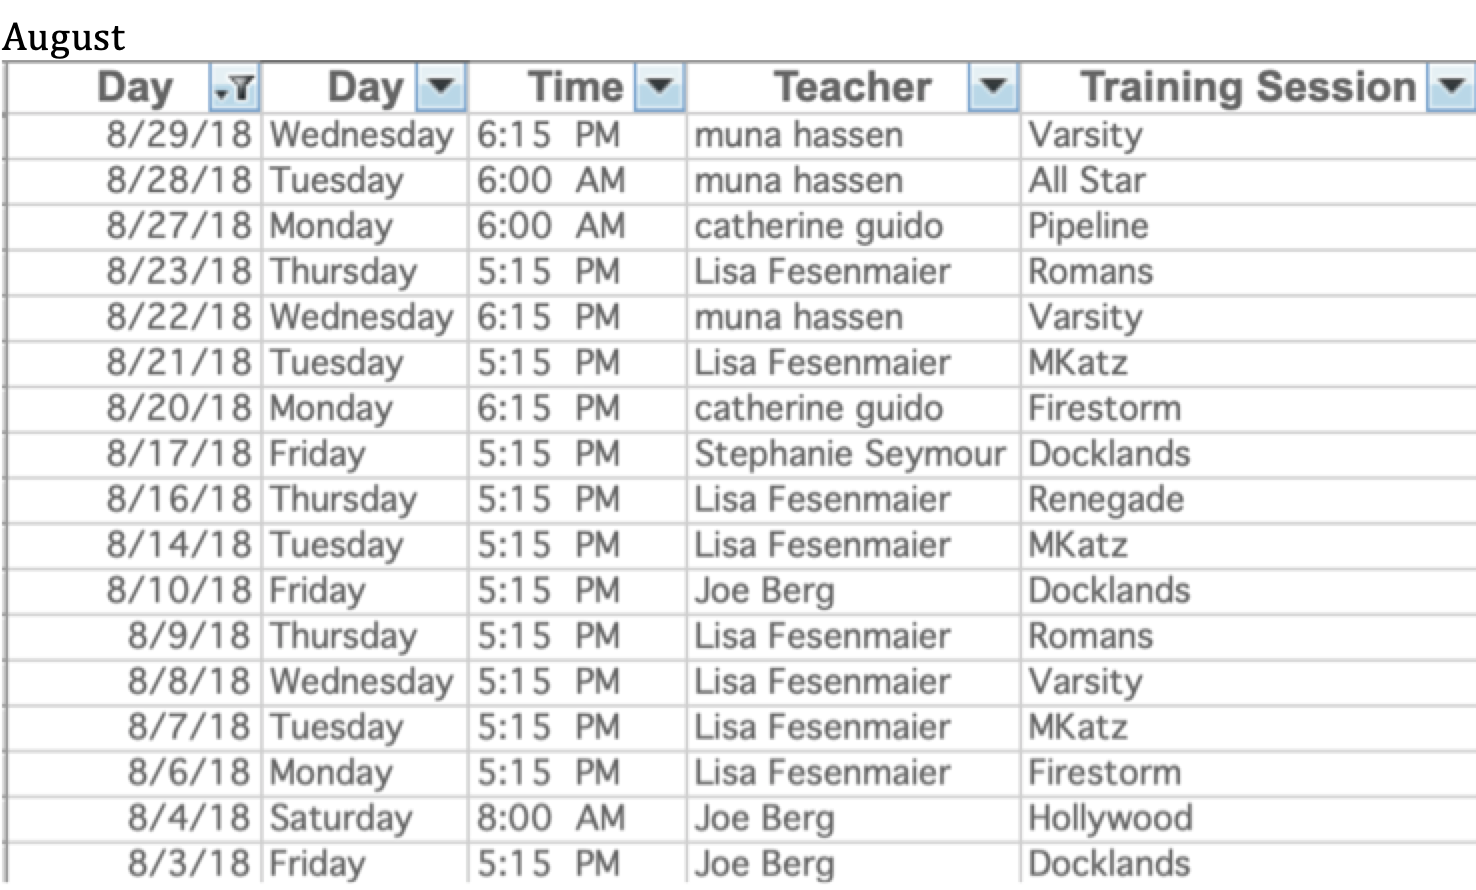 August
Day Day Time Teacher Training Session
8/29/18 Wednesday 6:15 PM muna hassen Varsity
8/28/18 Tuesday 6:00 AM muna hassen All Star
8/27/18 Monday 6:00 AM catherine guido Pipeline
8/23/18 Thursday 5:15 PM Lisa Fesenmaier Romans
8/22/18 Wednesday 6:15 PM muna hassen Varsity
8/21/18 Tuesday 5:15 PM Lisa Fesenmaier MKatz
8/20/18 Monday 6:15 PM catherine guido Firestorm
8/17/18 Friday 5:15 PM Stephanie Seymour Docklands
8/16/18 Thursday 5:15 PM Lisa Fesenmaier Renegade
8/14/18 Tuesday 5:15 PM Lisa Fesenmaier MKatz
8/10/18 Friday 5:15 PM Joe Berg Docklands
8/9/18 Thursday 5:15 PM Lisa Fesenmaier Romans
8/8/18 Wednesday 5:15 PM Lisa Fesenmaier Varsity
8/7/18 Tuesday 5:15 PM Lisa Fesenmaier MKatz
8/6/18 Monday 5:15 PM Lisa Fesenmaier Firestorm
8/4/18 Saturday 8:00 AM Joe Berg Hollywood
8/3/18 Friday 5:15 PM Joe Berg Docklands